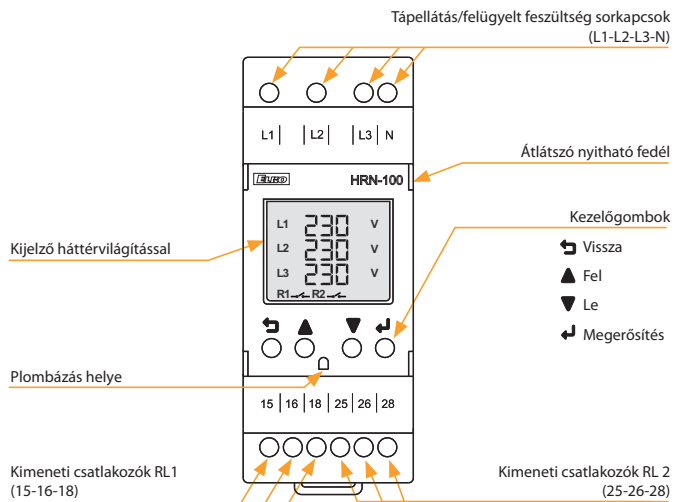 Tápellátás/felügyelt feszültség sorkapcsok
(L1-L2-L3-N)
L1 L2 L3 N
Átlátszó nyitható fedél
ELKO HRN-100
Kezelőgombok
L1 230 V
L2 230 V
L3 230 V
R1 R2
Kijelző háttérvilágítással
Vissza
Fel
Le
Megerősítés
Plombázás helye
15 16 18 25 26 28
Kimeneti csatlakozók RL1
(15-16-18)
Kimeneti csatlakozók RL 2
(25-26-28)